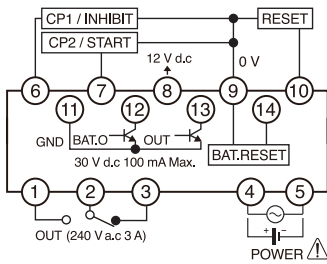 CP1 / INHIBIT
RESET
CP2 / START
12 V d.c
0 V
6
7
8
9
10
11
12
13
14
GND
BAT.O
OUT
30 V d.c 100 mA Max.
BAT.RESET
1
2
3
4
5
+
−
OUT (240 V a.c 3 A)
POWER
!